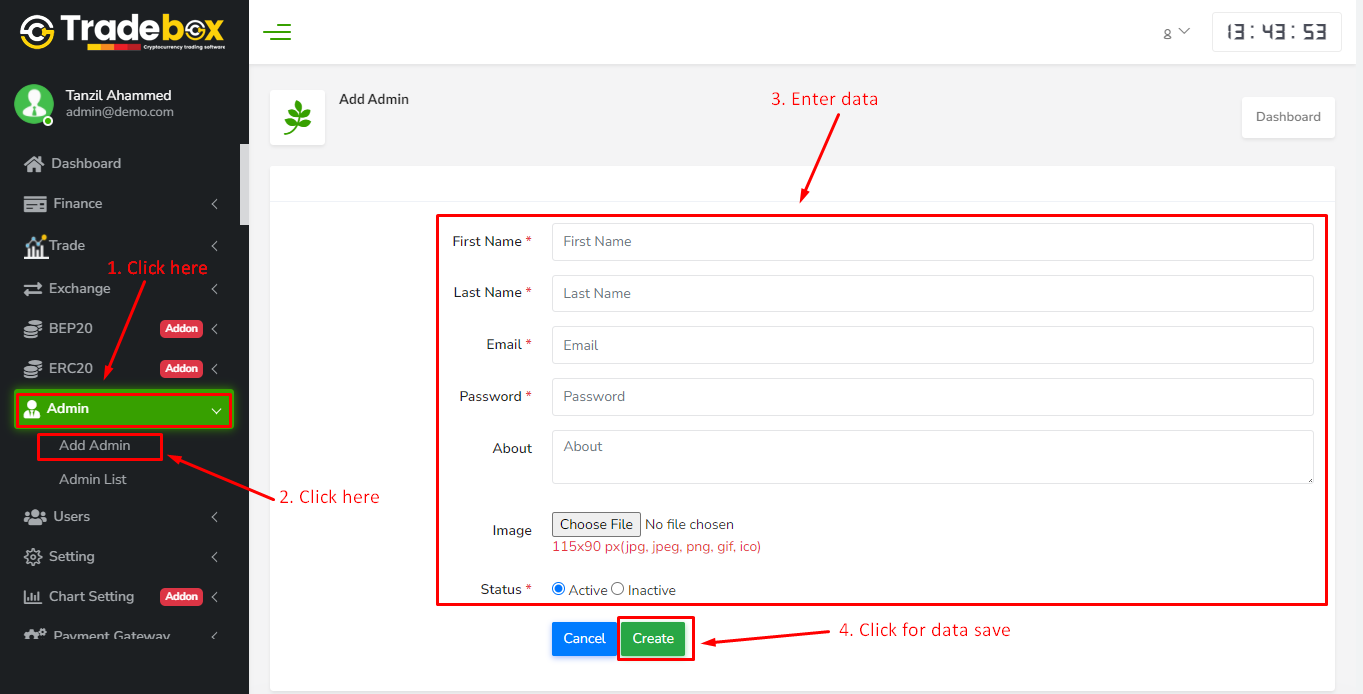 Tradebox
Cryptocurrency trading software
13:43:53
Tanzil Ahammed
admin@demo.com
Add Admin
3. Enter data
Dashboard
Dashboard
Finance
Trade
1. Click here
Exchange
BEP20 Addon
ERC20 Addon
Admin
Add Admin
Admin List
2. Click here
Users
Setting
Chart Setting Addon
Payment Gateway
First Name * First Name
Last Name * Last Name
Email * Email
Password * Password
About About
Image Choose File No file chosen
115x90 px(jpg, jpeg, png, gif, ico)
Status * Active Inactive
Cancel Create
4. Click for data save